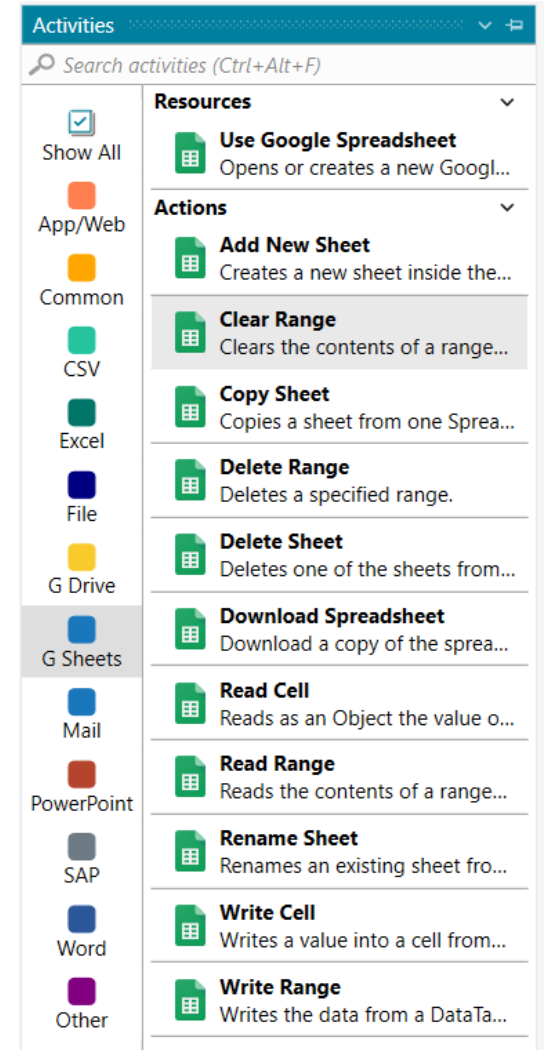 Activities
Search activities (Ctrl+Alt+F)
Show All
App/Web
Common
CSV
Excel
File
G Drive
G Sheets
Mail
PowerPoint
SAP
Word
Other
Resources
Use Google Spreadsheet
Opens or creates a new Googl...
Actions
Add New Sheet
Creates a new sheet inside the...
Clear Range
Clears the contents of a range...
Copy Sheet
Copies a sheet from one Sprea...
Delete Range
Deletes a specified range.
Delete Sheet
Deletes one of the sheets from...
Download Spreadsheet
Download a copy of the sprea...
Read Cell
Reads as an Object the value o...
Read Range
Reads the contents of a range...
Rename Sheet
Renames an existing sheet fro...
Write Cell
Writes a value into a cell from...
Write Range
Writes the data from a DataTa...